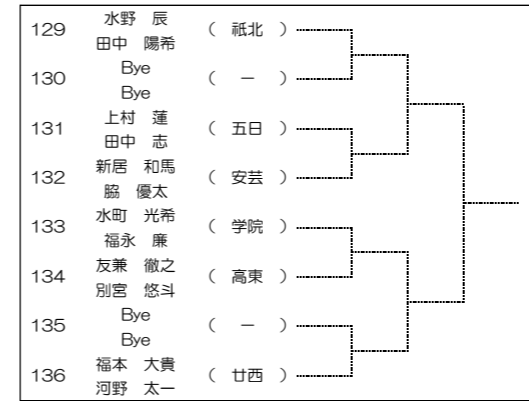 129 水野 辰 田中 陽希 ( 祇北 )
130 Bye Bye ( － )
131 上村 蓮 田中 志 ( 五日 )
132 新居 和馬 脇 優太 ( 安芸 )
133 水町 光希 福永 廉 ( 学院 )
134 友兼 徹之 別宮 悠斗 ( 高東 )
135 Bye Bye ( － )
136 福本 大貴 河野 太一 ( 廿西 )